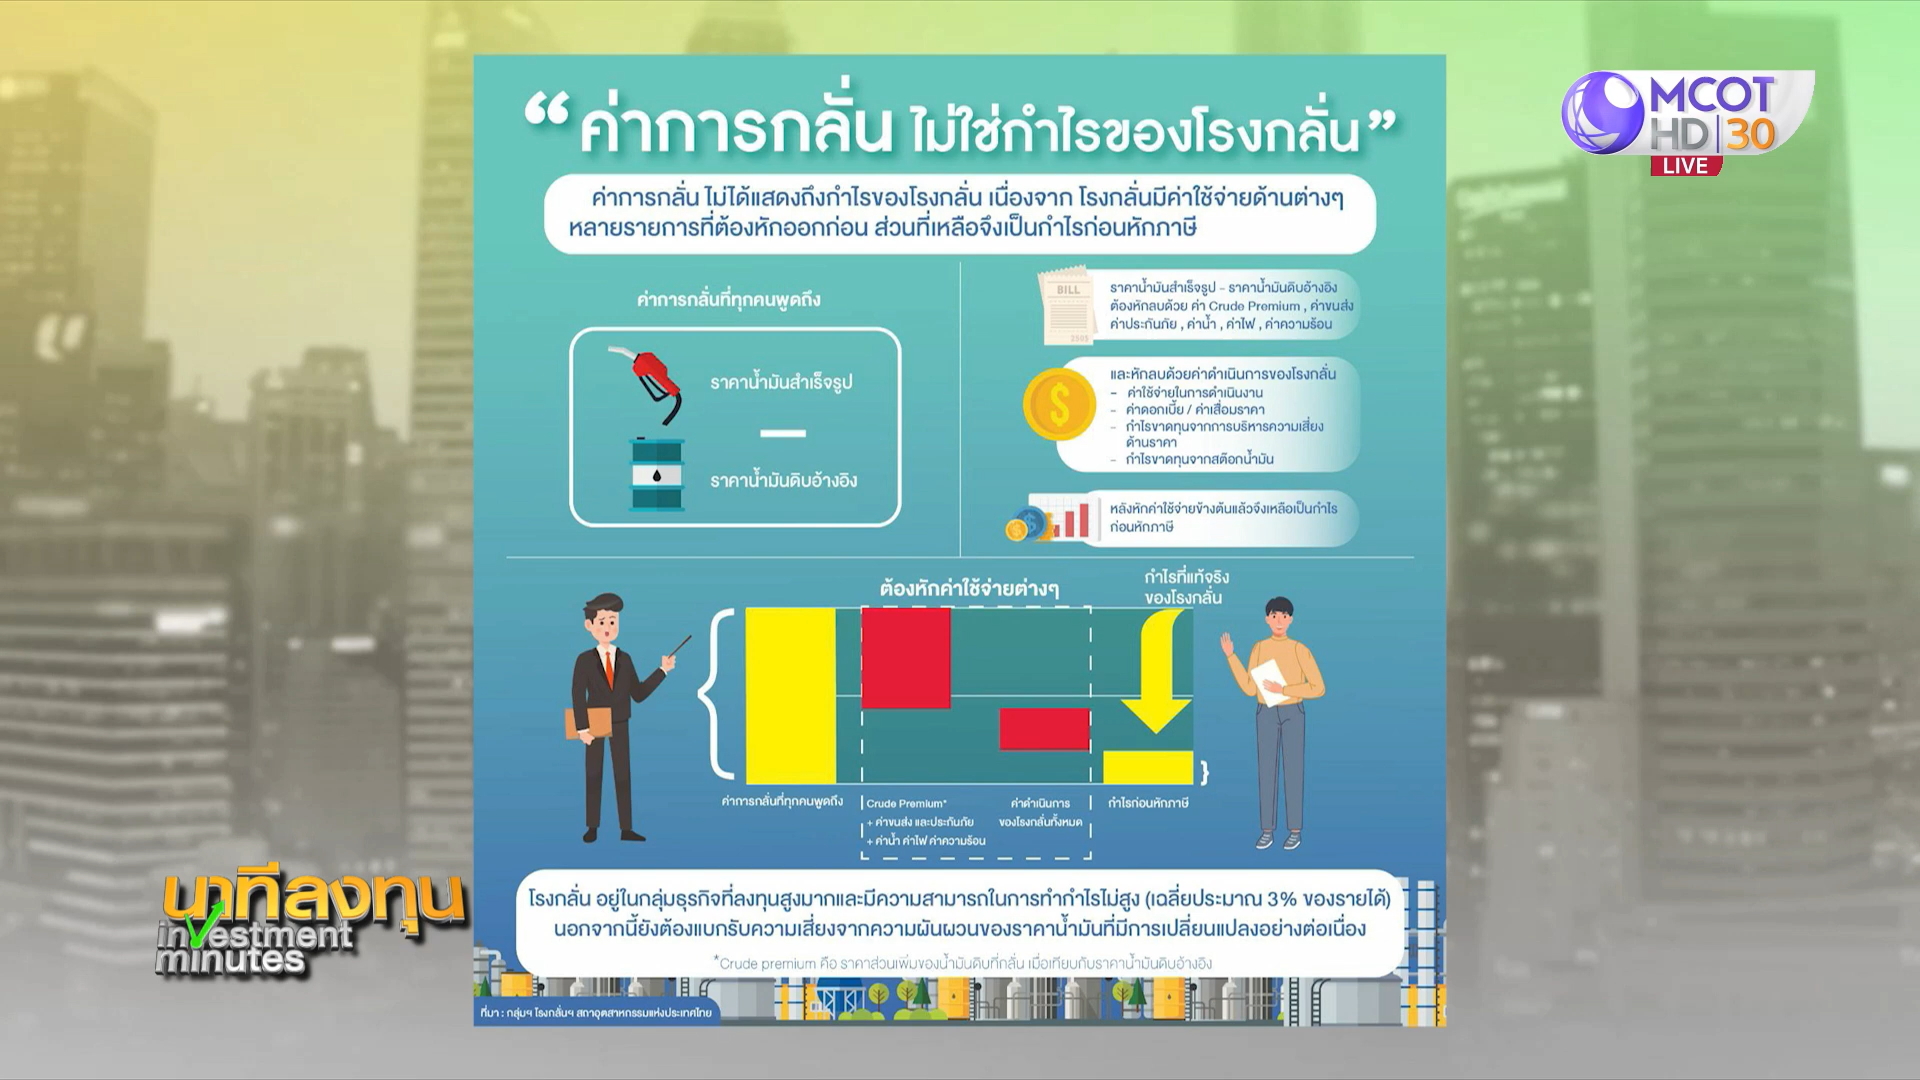 “ ค่าการกลั่น ไม่ใช่กำไรของโรงกลั่น ”
MCOT
HD 30
LIVE
ค่าการกลั่น ไม่ได้แสดงถึงกำไรของโรงกลั่น เนื่องจาก โรงกลั่นมีค่าใช้จ่ายด้านต่างๆ
หลายรายการที่ต้องหักออกก่อน ส่วนที่เหลือจึงเป็นกำไรก่อนหักภาษี
ค่าการกลั่นที่ทุกคนพูดถึง
ราคาน้ำมันสำเร็จรูป
ราคาน้ำมันดิบอ้างอิง
BILL
ราคาน้ำมันสำเร็จรูป - ราคาน้ำมันดิบอ้างอิง
ต้องหักลบด้วย ค่า Crude Premium , ค่าขนส่ง
ค่าประกันภัย , ค่าน้ำ , ค่าไฟ , ค่าความร้อน
และหักลบด้วยค่าดำเนินการของโรงกลั่น
- ค่าใช้จ่ายในการดำเนินงาน
- ค่าดอกเบี้ย / ค่าเสื่อมราคา
- กำไรขาดทุนจากการบริหารความเสี่ยง
ด้านราคา
- กำไรขาดทุนจากสต๊อกน้ำมัน
หลังหักค่าใช้จ่ายข้างต้นแล้วจึงเหลือเป็นกำไร
ก่อนหักภาษี
ต้องหักค่าใช้จ่ายต่างๆ
กำไรที่แท้จริง
ของโรงกลั่น
ค่าการกลั่นที่ทุกคนพูดถึง
Crude Premium*
+ ค่าขนส่ง และประกันภัย
+ ค่าน้ำ ค่าไฟ ค่าความร้อน
ค่าดำเนินการ
ของโรงกลั่นทั้งหมด
กำไรก่อนหักภาษี
โรงกลั่น อยู่ในกลุ่มธุรกิจที่ลงทุนสูงมากและมีความสามารถในการทำกำไรไม่สูง (เฉลี่ยประมาณ 3% ของรายได้)
นอกจากนี้ยังต้องแบกรับความเสี่ยงจากความผันผวนของราคาน้ำมันที่มีการเปลี่ยนแปลงอย่างต่อเนื่อง
*Crude premium คือ ราคาส่วนเพิ่มของน้ำมันดิบที่กลั่น เมื่อเทียบกับราคาน้ำมันดิบอ้างอิง
ที่มา : กลุ่มฯ โรงกลั่นฯ สภาอุตสาหกรรมแห่งประเทศไทย
นาทีลงทุน
investment
minutes